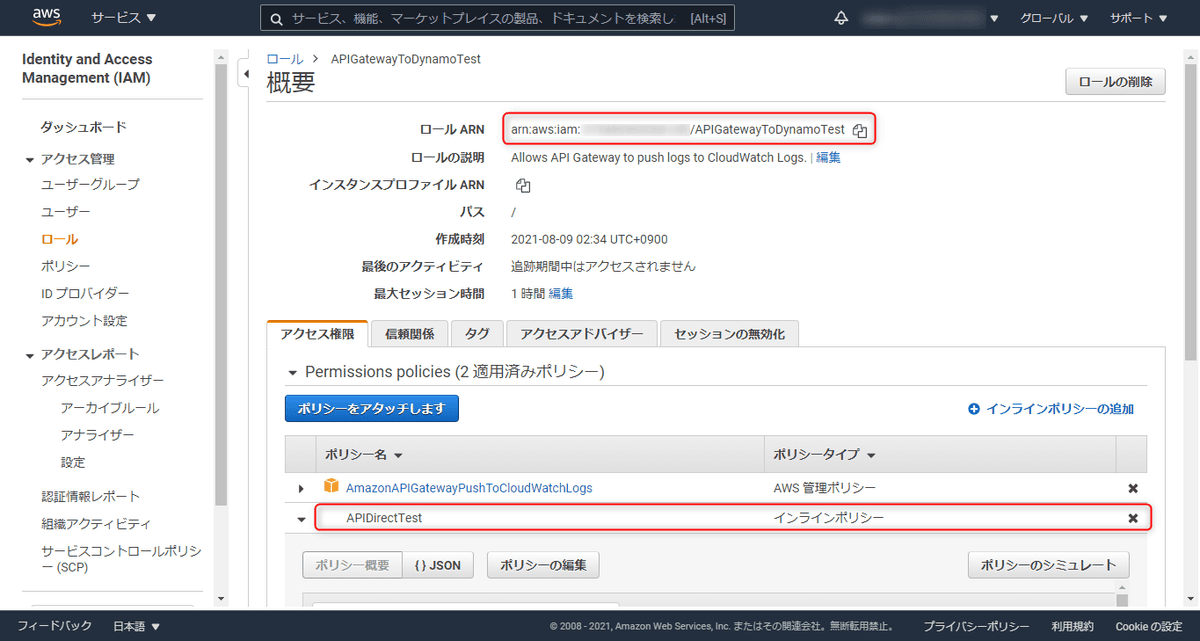 aws サービス サービス、機能、マーケットプレイスの製品、ドキュメントを検索し [Alt+S] グローバル サポート
Identity and Access
Management (IAM)
ダッシュボード
アクセス管理
ユーザーグループ
ユーザー
ロール
ポリシー
ID プロバイダー
アカウント設定
アクセスレポート
アクセスアナライザー
アーカイブルール
アナライザー
設定
認証情報レポート
組織アクティビティ
サービスコントロールポリシ
ー (SCP)
ロール > APIGatewayToDynamoTest
概要
ロールの削除
ロール ARN arn:aws:iam: /APIGatewayToDynamoTest
ロールの説明 Allows API Gateway to push logs to CloudWatch Logs. | 編集
インスタンスプロファイル ARN
パス /
作成時刻 2021-08-09 02:34 UTC+0900
最後のアクティビティ 追跡期間中はアクセスされません
最大セッション時間 1 時間 編集
アクセス権限 信頼関係 タグ アクセスアドバイザー セッションの無効化
Permissions policies (2 適用済みポリシー)
ポリシーをアタッチします インラインポリシーの追加
ポリシー名 ポリシータイプ
AmazonAPIGatewayPushToCloudWatchLogs AWS 管理ポリシー
APIDirectTest インラインポリシー
ポリシー概要 { } JSON ポリシーの編集 ポリシーのシミュレート
フィードバック 日本語 © 2008 - 2021, Amazon Web Services, Inc. またはその関連会社。無断転用禁止。 プライバシーポリシー 利用規約 Cookie の設定